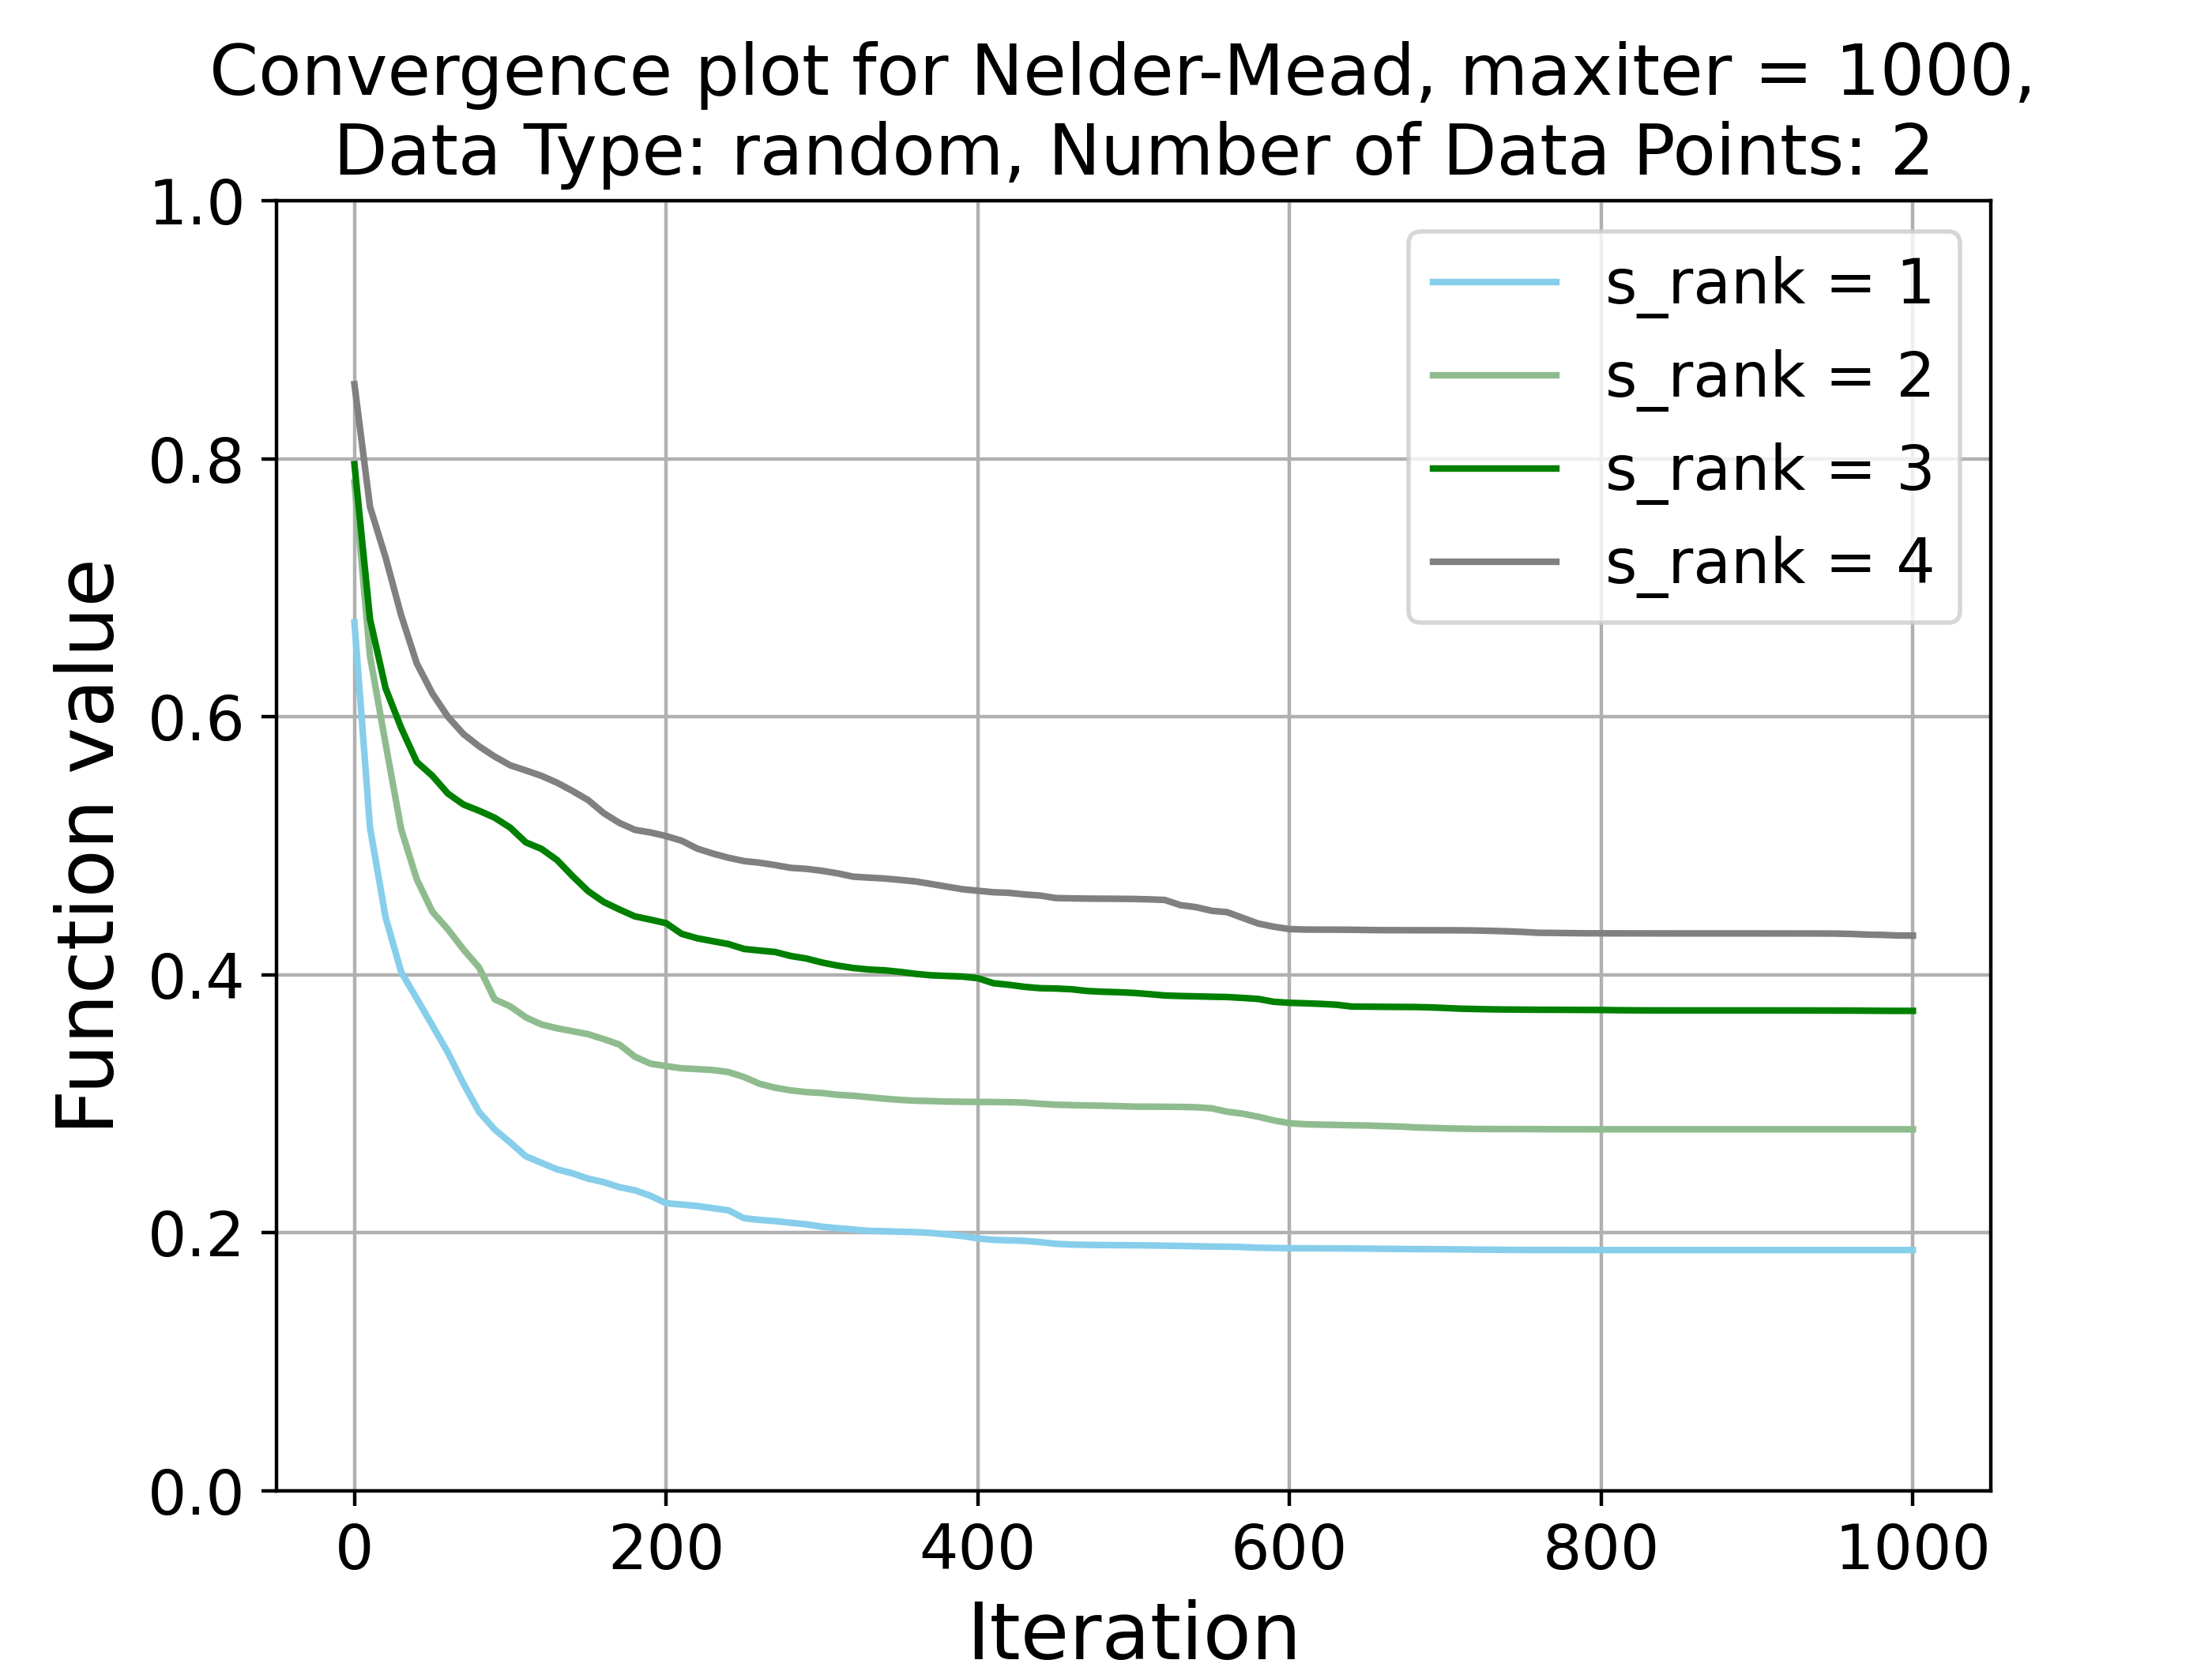 Convergence plot for Nelder-Mead, maxiter = 1000,
Data Type: random, Number of Data Points: 2
1.0
0.8
0.6
0.4
0.2
0.0
Function value
s_rank = 1
s_rank = 2
s_rank = 3
s_rank = 4
0 200 400 600 800 1000
Iteration